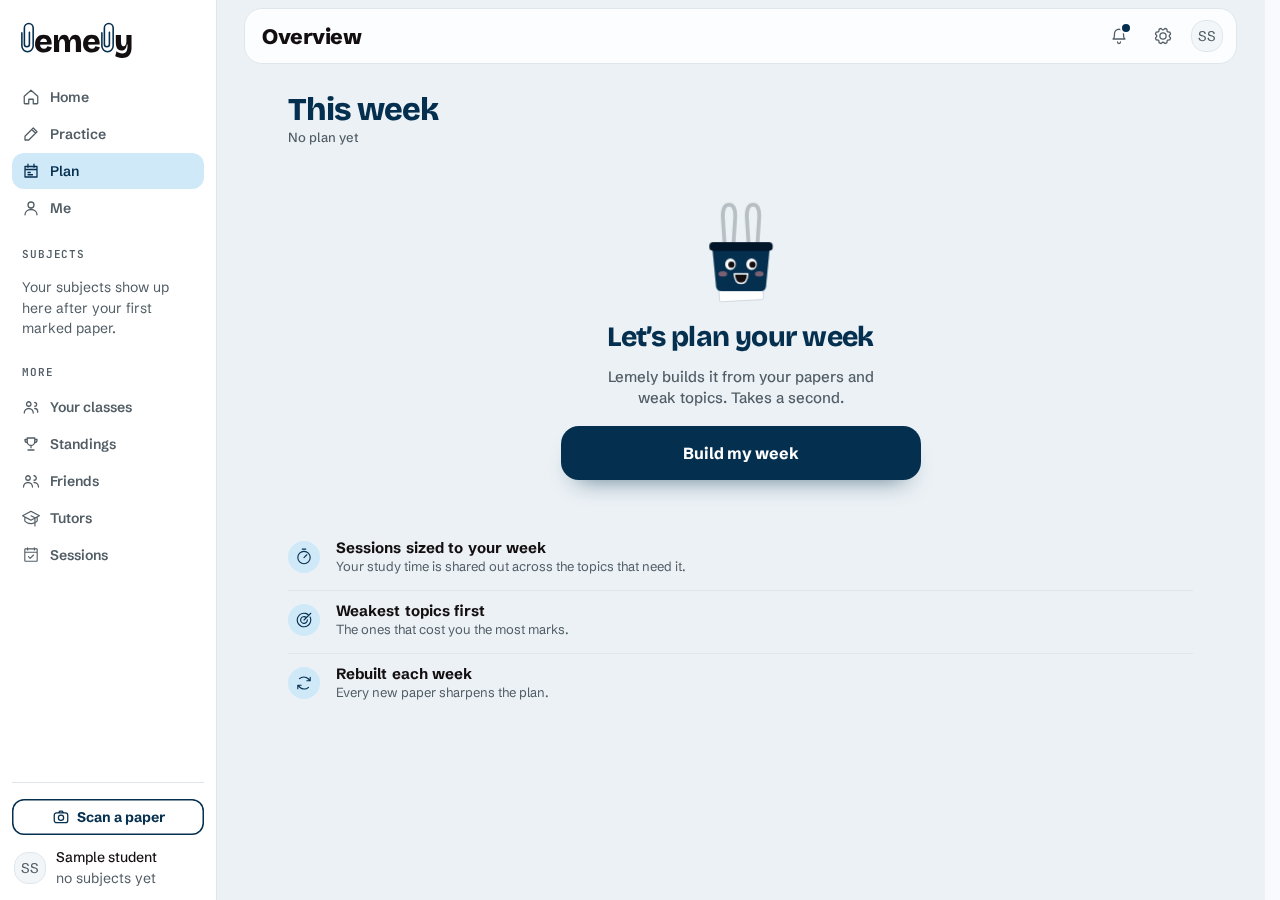 lemely
Home
Practice
Plan
Me
SUBJECTS
Your subjects show up
here after your first
marked paper.
MORE
Your classes
Standings
Friends
Tutors
Sessions
Scan a paper
SS
Sample student
no subjects yet
Overview
SS
This week
No plan yet
Let's plan your week
Lemely builds it from your papers and
weak topics. Takes a second.
Build my week
Sessions sized to your week
Your study time is shared out across the topics that need it.
Weakest topics first
The ones that cost you the most marks.
Rebuilt each week
Every new paper sharpens the plan.